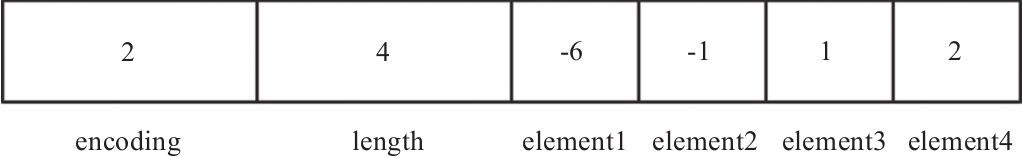 2 4 -6 -1 1 2
encoding length element1 element2 element3 element4